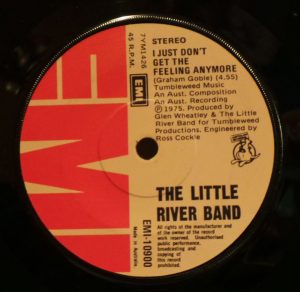 EMI
7YM1426
45 R.P.M.
EMI
STEREO
I JUST DON'T
GET THE
FEELING ANYMORE
(Graham Goble) (4.55)
Tumbleweed Music
An Aust. Composition
An Aust. Recording
Ⓟ 1975. Produced by
Glen Wheatley & The Little
River Band for Tumbleweed
Productions. Engineered by
Ross Cockle
THE LITTLE
RIVER BAND
EMI-10900
Made in Australia
All rights of the manufacturer and
of the owner of the record
work reserved. Unauthorised
public performance,
broadcasting and
copying of
this record
prohibited.